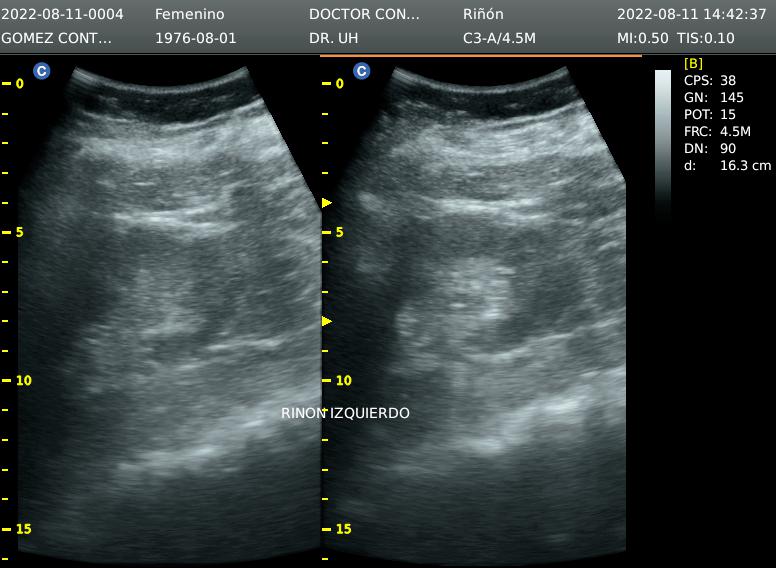 2022-08-11-0004 Femenino DOCTOR CON... Riñón 2022-08-11 14:42:37
GOMEZ CONT... 1976-08-01 DR. UH C3-A/4.5M MI:0.50 TIS:0.10
C C
[B]
0 0
CPS: 38
GN: 145
POT: 15
FRC: 4.5M
DN: 90
d: 16.3 cm
5 5
10 10
RINON IZQUIERDO
15 15